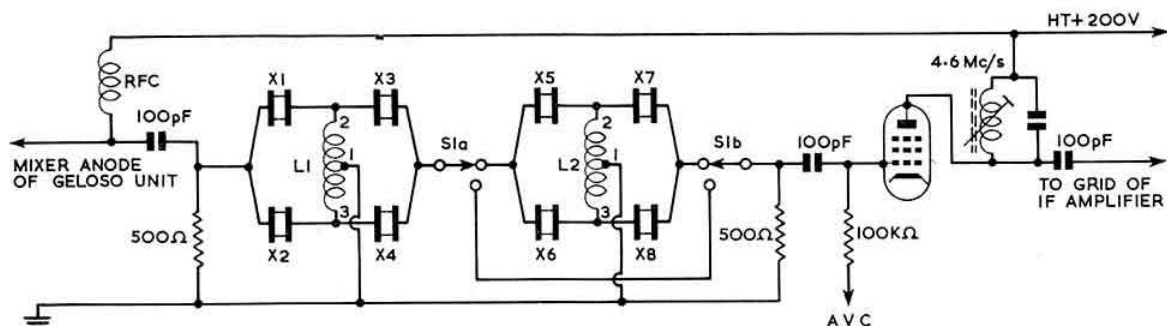 HT+200V
4·6 Mc/s
RFC
100pF
X1
X3
X5
X7
MIXER ANODE
OF GELOSO UNIT
2
1
L1
3
S1a
2
1
L2
3
S1b
100pF
100pF
TO GRID OF
IF AMPLIFIER
500Ω
X2
X4
X6
X8
500Ω
100KΩ
AVC